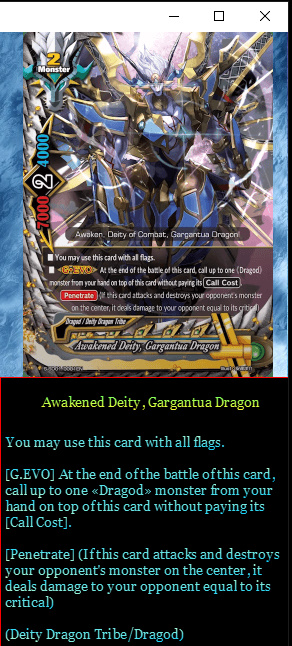 2
Monster
4000
2
7000
Awaken, Deity of Combat, Gargantua Dragon!
■ You may use this card with all flags.
■ G·EVO At the end of the battle of this card, call up to one《Dragod》
monster from your hand on top of this card without paying its Call Cost.
Penetrate (If this card attacks and destroys your opponent's monster
on the center, it deals damage to your opponent equal to its critical)
Dragod / Deity Dragon Tribe
Awakened Deity, Gargantua Dragon
Awakened Deity, Gargantua Dragon
You may use this card with all flags.
[G.EVO] At the end of the battle of this card,
call up to one «Dragod» monster from your
hand on top of this card without paying its
[Call Cost].
[Penetrate] (If this card attacks and destroys
your opponent's monster on the center, it
deals damage to your opponent equal to its
critical)
(Deity Dragon Tribe/Dragod)